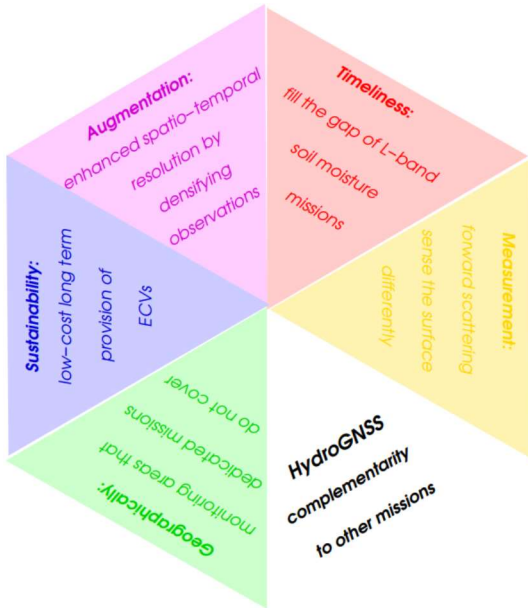 Augmentation:
enhanced spatio-temporal
resolution by
densifying
observations
Timeliness:
fill the gap of L-band
soil moisture
missions
Measurement:
forward scattering
sense the surface
differently
HydroGNSS
complementarity
to other missions
Geographically:
monitoring areas that
dedicated missions
do not cover
Sustainability:
low-cost long term
provision of
ECVs